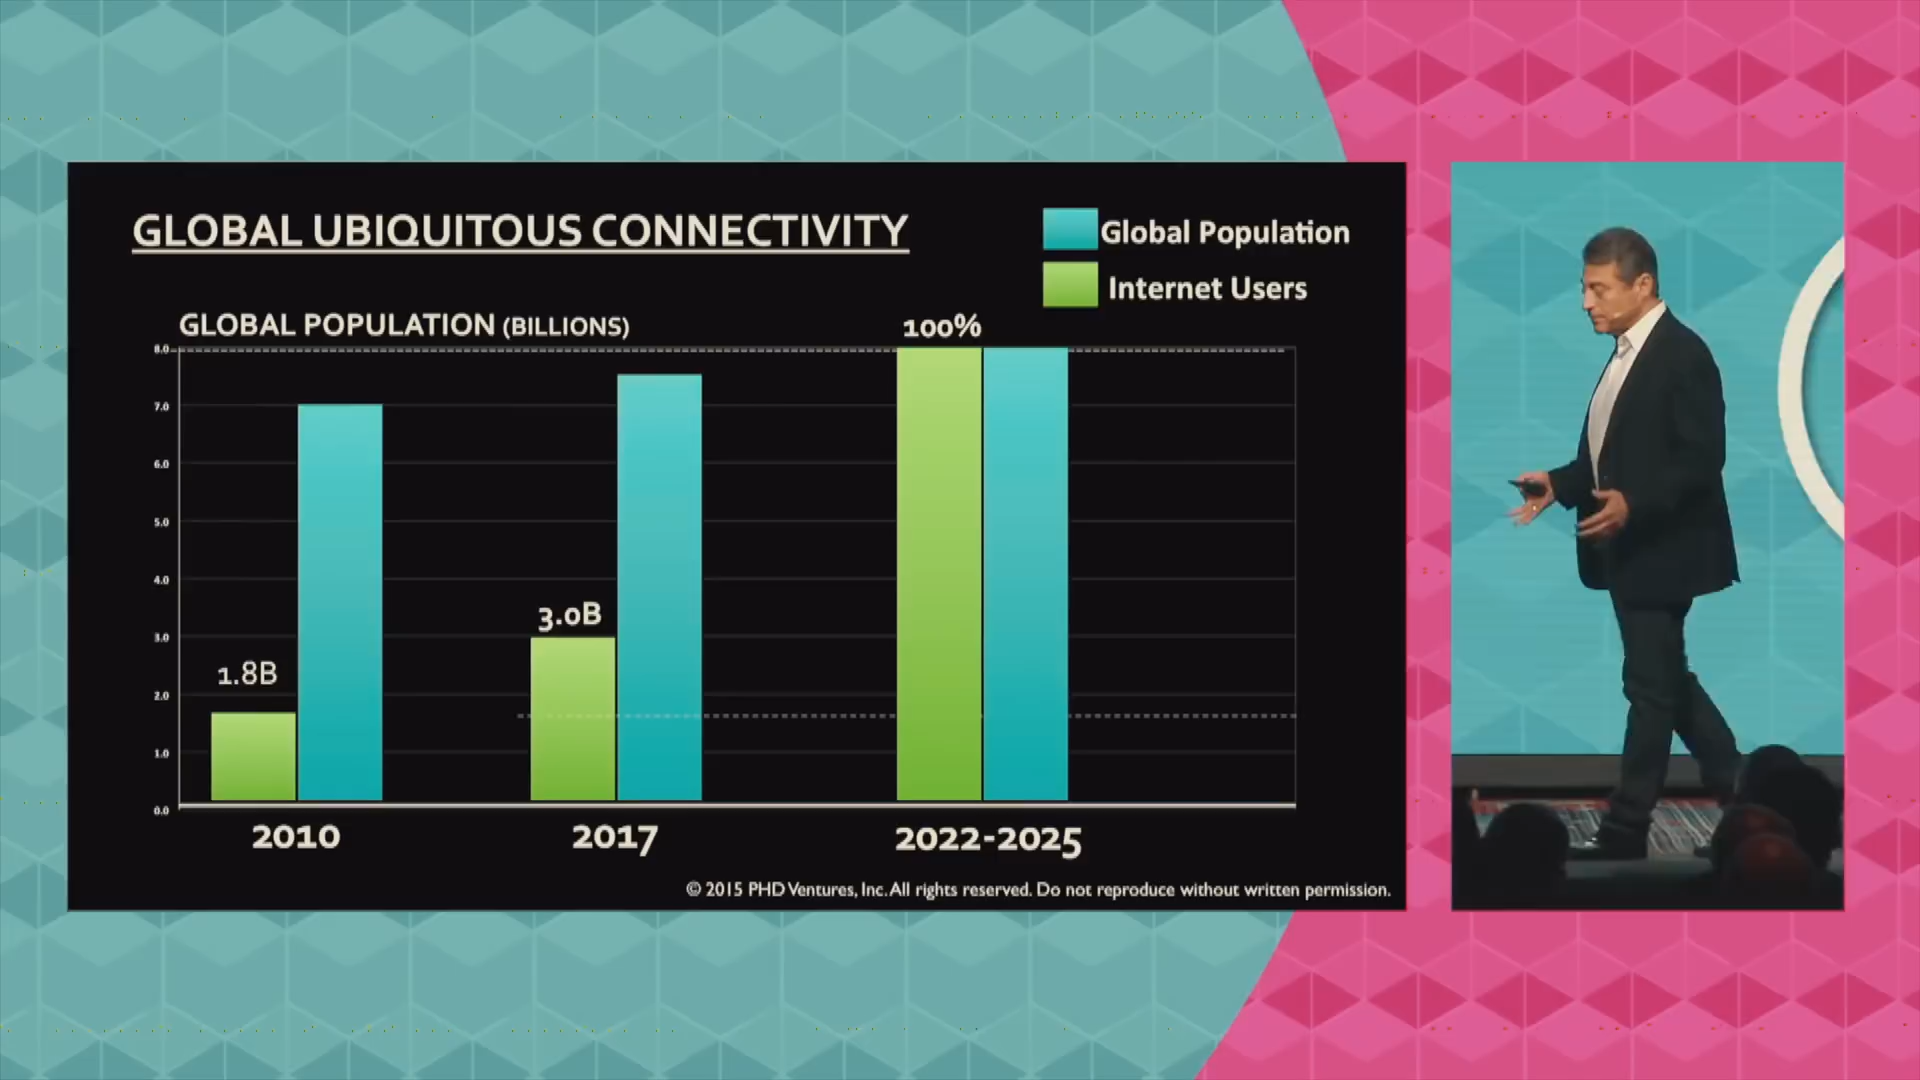 GLOBAL UBIQUITOUS CONNECTIVITY
Global Population
Internet Users
GLOBAL POPULATION (BILLIONS)
100%
8.0
7.0
6.0
5.0
4.0
3.0
2.0
1.0
0.0
1.8B
3.0B
2010
2017
2022-2025
© 2015 PHD Ventures, Inc. All rights reserved. Do not reproduce without written permission.